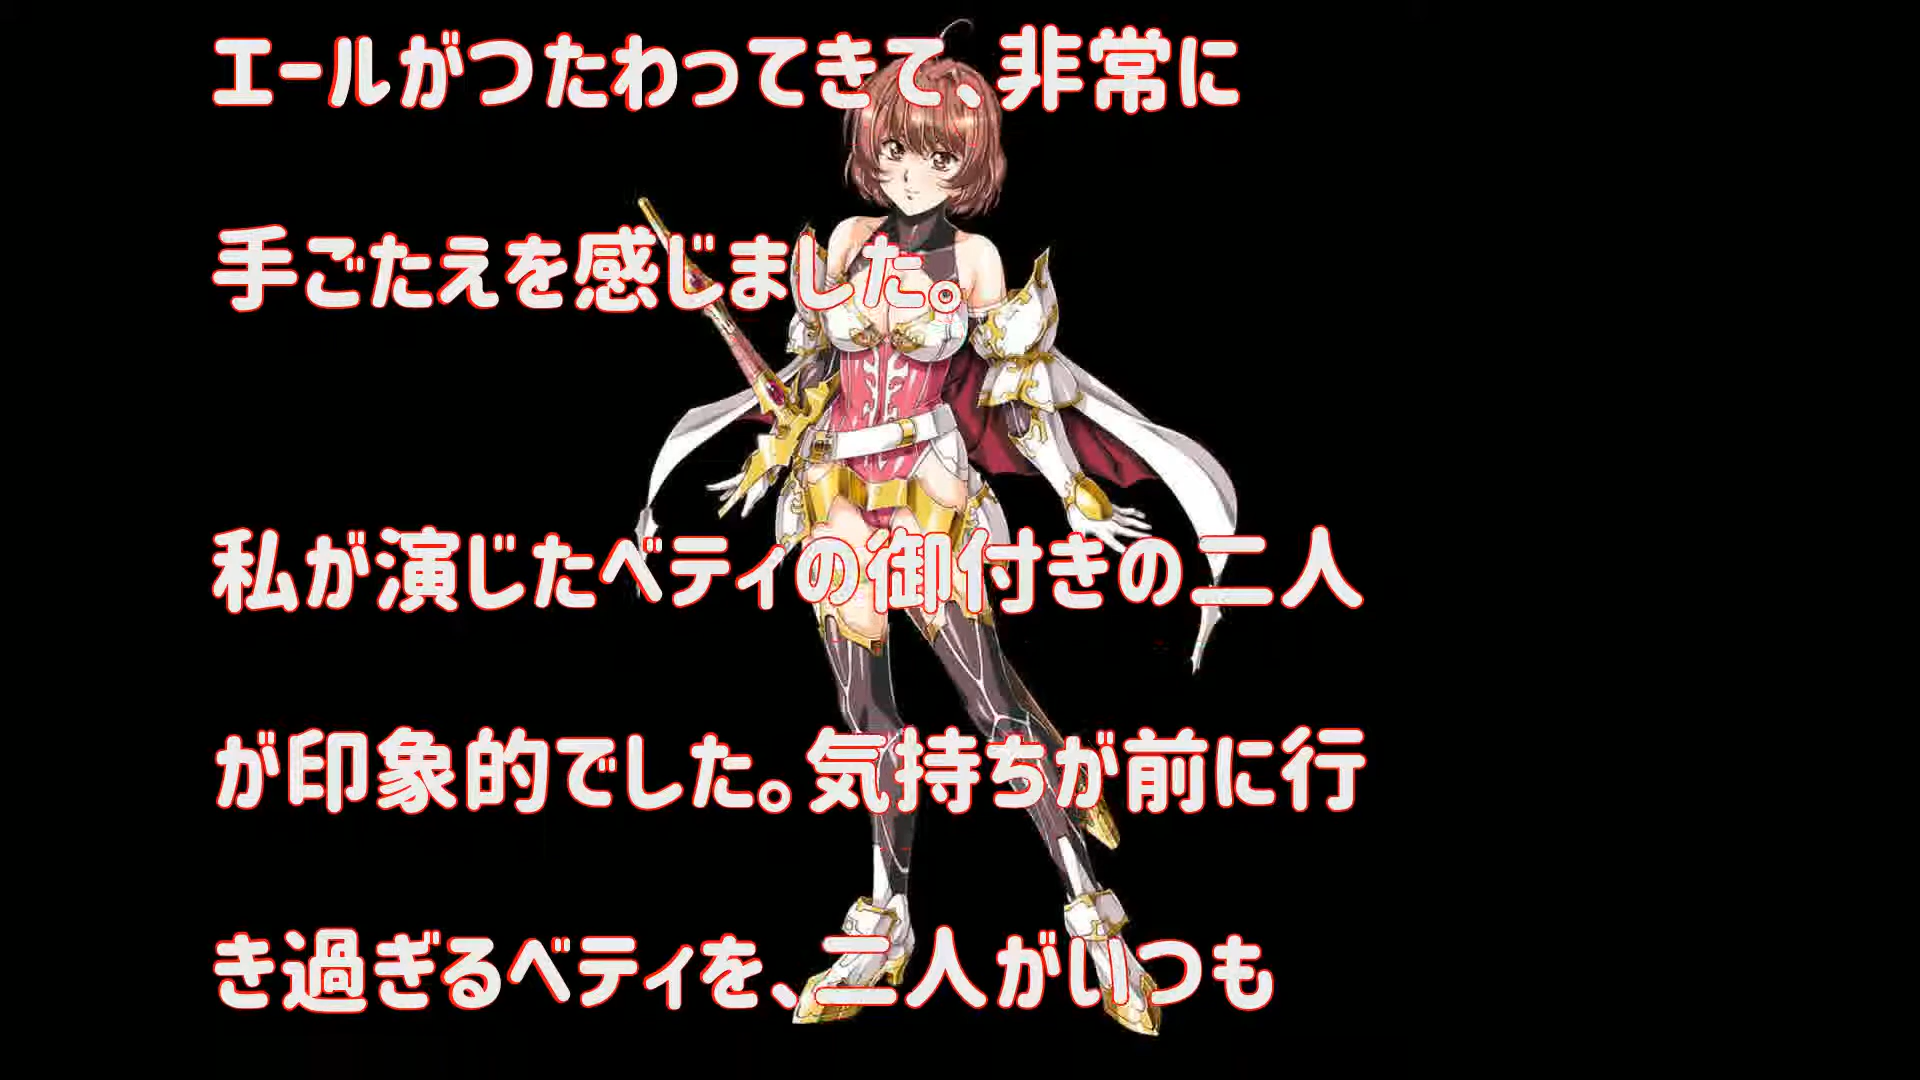 エールがつたわってきて、非常に
手ごたえを感じました。
私が演じたベティの御付きの二人
が印象的でした。気持ちが前に行
き過ぎるベティを、二人がいつも